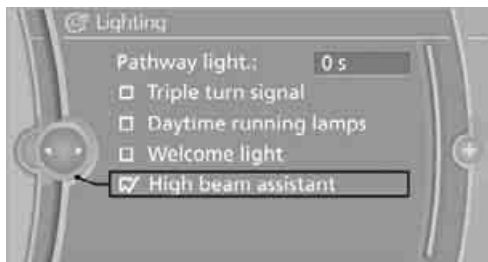 Lighting
Pathway light.: 0 s
Triple turn signal
Daytime running lamps
Welcome light
High beam assistant